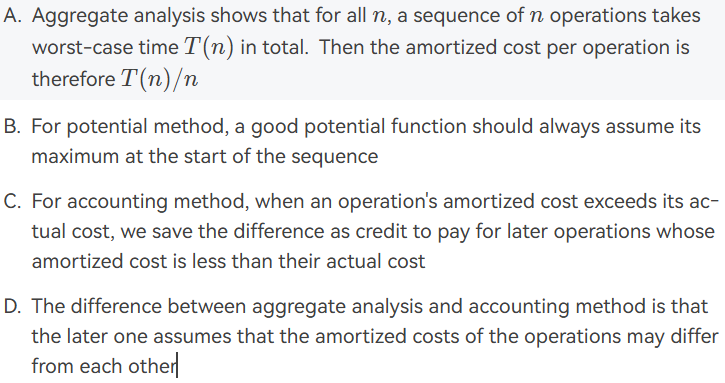 A. Aggregate analysis shows that for all n, a sequence of n operations takes
worst-case time T(n) in total. Then the amortized cost per operation is
therefore T(n)/n
B. For potential method, a good potential function should always assume its
maximum at the start of the sequence
C. For accounting method, when an operation's amortized cost exceeds its ac-
tual cost, we save the difference as credit to pay for later operations whose
amortized cost is less than their actual cost
D. The difference between aggregate analysis and accounting method is that
the later one assumes that the amortized costs of the operations may differ
from each other